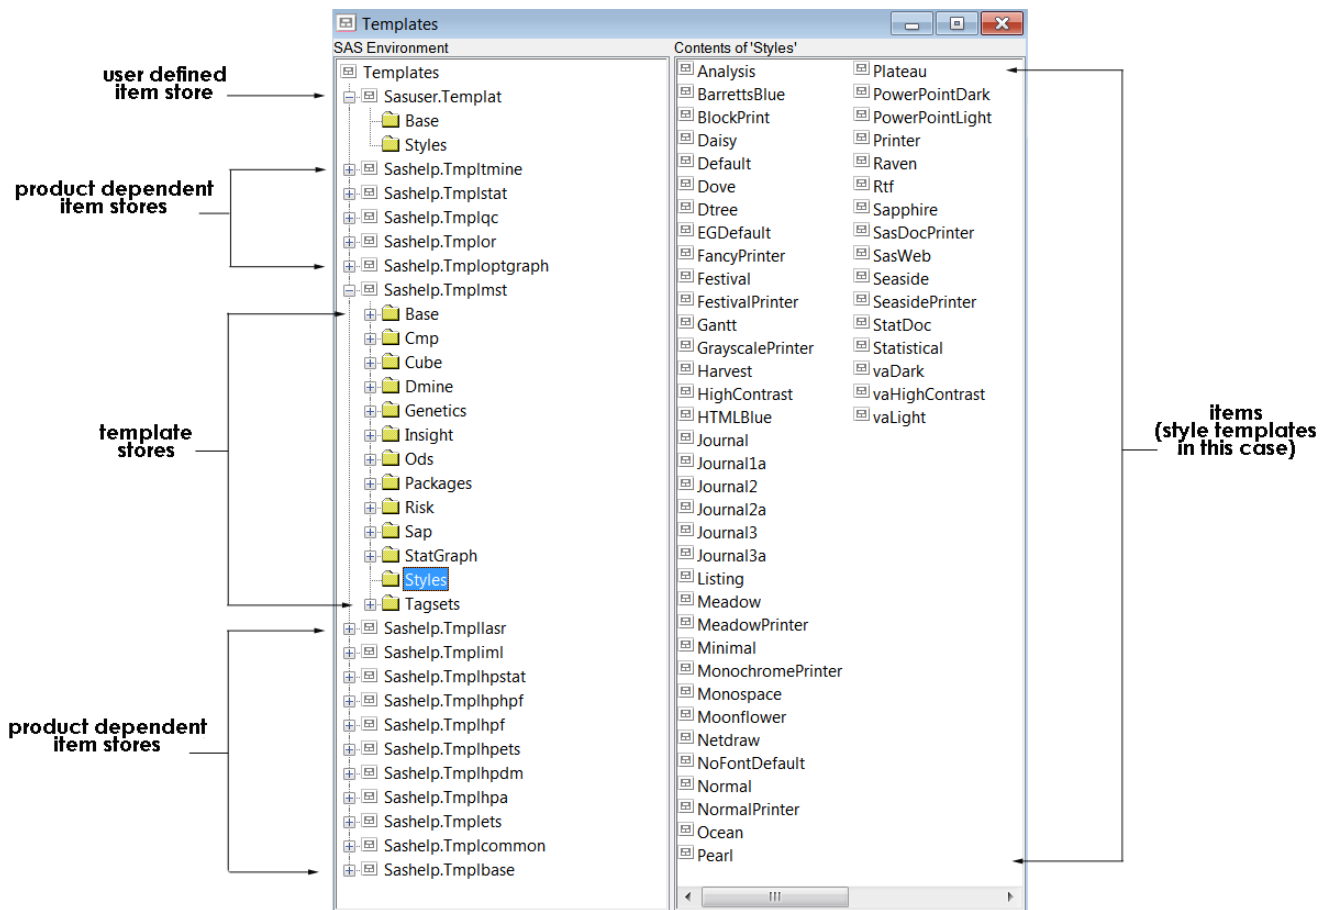 Templates
SAS Environment
Contents of 'Styles'
user defined
item store
product dependent
item stores
template
stores
product dependent
item stores
Templates
Sasuser.Templat
Base
Styles
Sashelp.Tmpltmine
Sashelp.Tmplstat
Sashelp.Tmplqc
Sashelp.Tmplor
Sashelp.Tmploptgraph
Sashelp.Tmplmst
Base
Cmp
Cube
Dmine
Genetics
Insight
Ods
Packages
Risk
Sap
StatGraph
Styles
Tagsets
Sashelp.Tmpllasr
Sashelp.Tmpliml
Sashelp.Tmplhpstat
Sashelp.Tmplhphpf
Sashelp.Tmplhpf
Sashelp.Tmplhpets
Sashelp.Tmplhpdm
Sashelp.Tmplhpa
Sashelp.Tmplets
Sashelp.Tmplcommon
Sashelp.Tmplbase
Analysis
BarrettsBlue
BlockPrint
Daisy
Default
Dove
Dtree
EGDefault
FancyPrinter
Festival
FestivalPrinter
Gantt
GrayscalePrinter
Harvest
HighContrast
HTMLBlue
Journal
Journal1a
Journal2
Journal2a
Journal3
Journal3a
Listing
Meadow
MeadowPrinter
Minimal
MonochromePrinter
Monospace
Moonflower
Netdraw
NoFontDefault
Normal
NormalPrinter
Ocean
Pearl
Plateau
PowerPointDark
PowerPointLight
Printer
Raven
Rtf
Sapphire
SasDocPrinter
SasWeb
Seaside
SeasidePrinter
StatDoc
Statistical
vaDark
vaHighContrast
vaLight
items
(style templates
in this case)